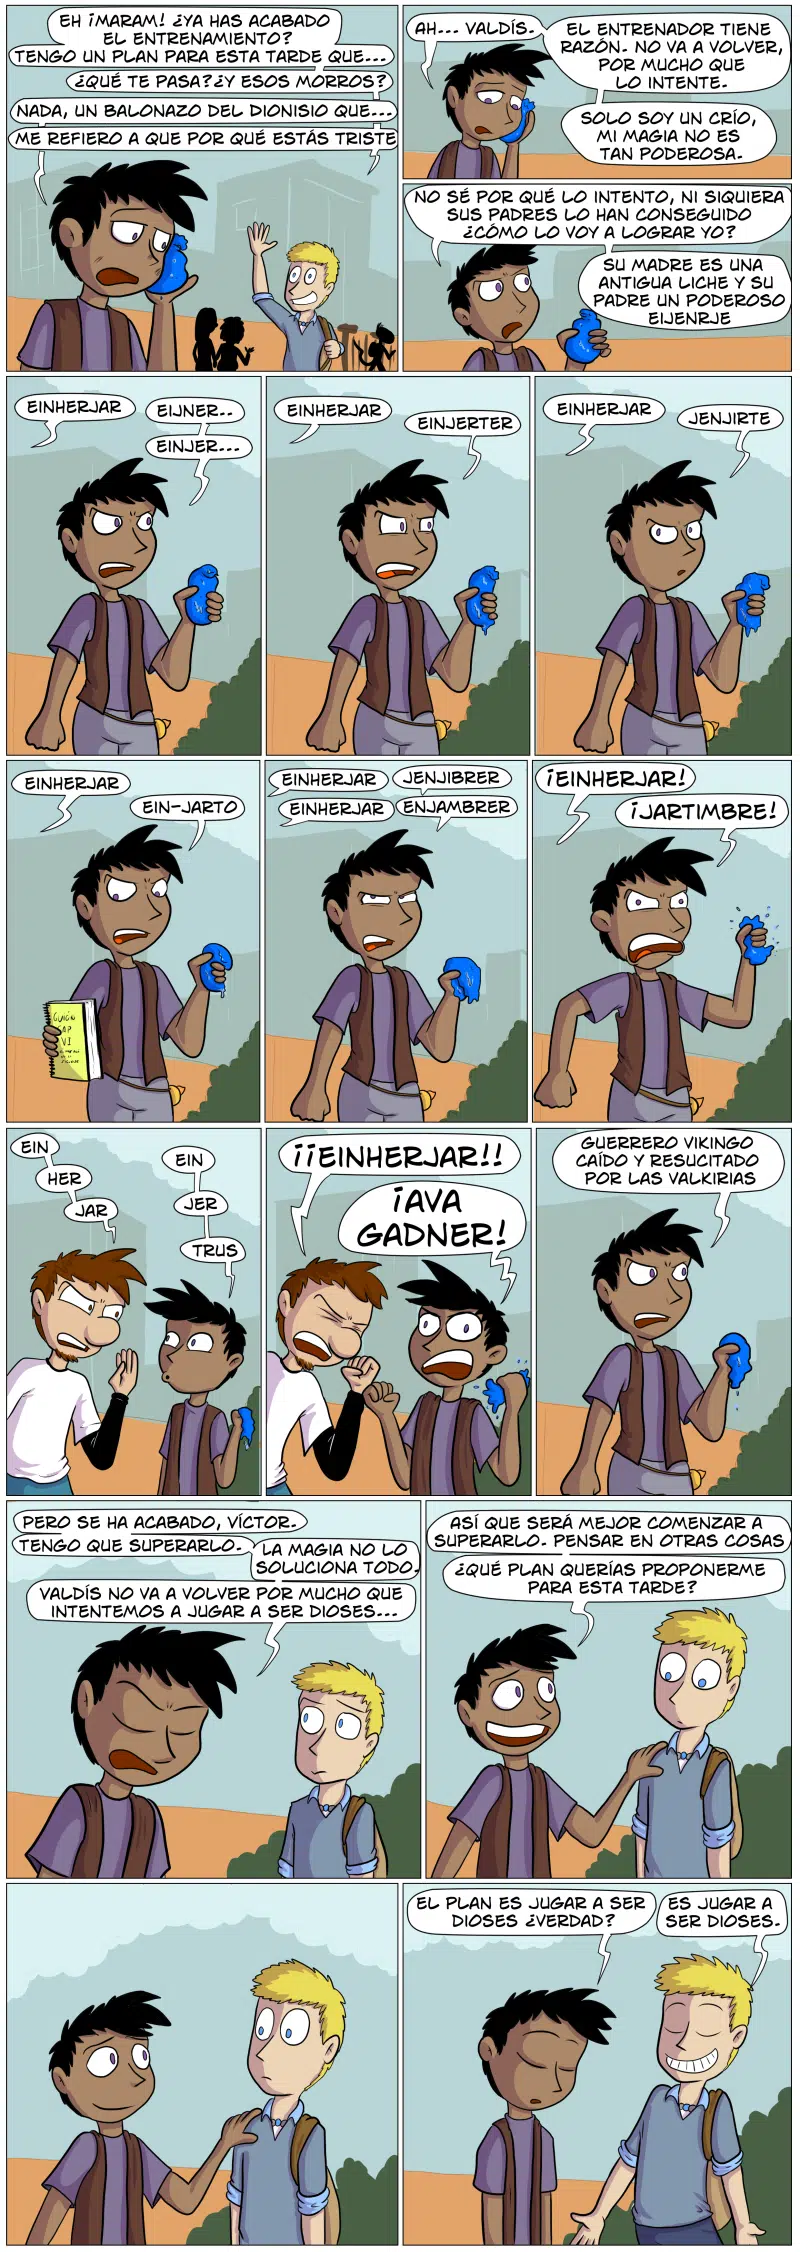 EH ¡MARAM! ¿YA HAS ACABADO
EL ENTRENAMIENTO?
TENGO UN PLAN PARA ESTA TARDE QUE...
¿QUÉ TE PASA? ¿Y ESOS MORROS?
NADA, UN BALONAZO DEL DIONISIO QUE...
ME REFIERO A QUE POR QUÉ ESTÁS TRISTE
AH... VALDÍS.
EL ENTRENADOR TIENE
RAZÓN. NO VA A VOLVER,
POR MUCHO QUE
LO INTENTE.
SOLO SOY UN CRÍO,
MI MAGIA NO ES
TAN PODEROSA.
NO SÉ POR QUÉ LO INTENTO, NI SIQUIERA
SUS PADRES LO HAN CONSEGUIDO
¿CÓMO LO VOY A LOGRAR YO?
SU MADRE ES UNA
ANTIGUA LICHE Y SU
PADRE UN PODEROSO
EIJENRJE
EINHERJAR
EIJNER..
EINJER...
EINHERJAR
EINJERTER
EINHERJAR
JENJIRTE
EINHERJAR
EIN-JARTO
GUIÓN
CAP
VI
EINHERJAR
JENJIBRER
EINHERJAR
ENJAMBRER
¡EINHERJAR!
¡JARTIMBRE!
EIN
HER
JAR
EIN
JER
TRUS
¡¡EINHERJAR!!
¡AVA
GADNER!
GUERRERO VIKINGO
CAÍDO Y RESUCITADO
POR LAS VALKIRIAS
PERO SE HA ACABADO, VÍCTOR.
TENGO QUE SUPERARLO.
LA MAGIA NO LO
SOLUCIONA TODO.
VALDÍS NO VA A VOLVER POR MUCHO QUE
INTENTEMOS A JUGAR A SER DIOSES...
ASÍ QUE SERÁ MEJOR COMENZAR A
SUPERARLO. PENSAR EN OTRAS COSAS
¿QUÉ PLAN QUERÍAS PROPONERME
PARA ESTA TARDE?
EL PLAN ES JUGAR A SER
DIOSES ¿VERDAD?
ES JUGAR A
SER DIOSES.